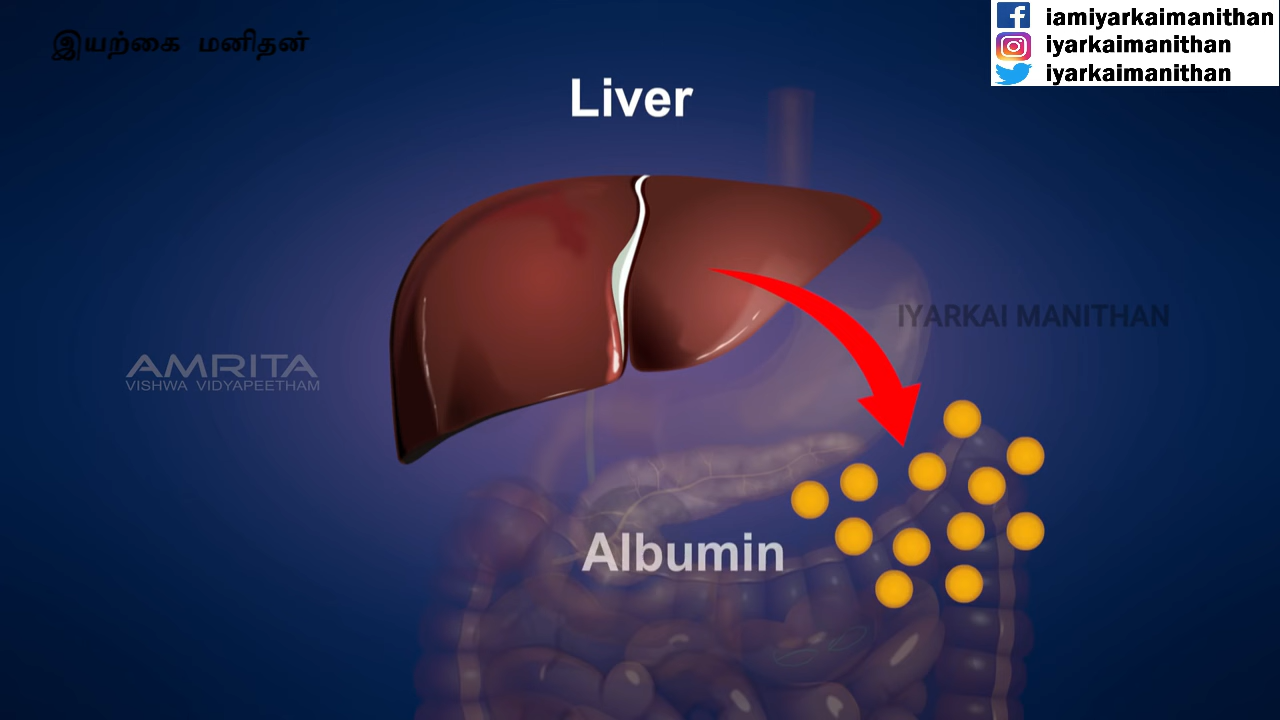 இயற்கை மனிதன்
iamiyarkaimanithan
iyarkaimanithan
iyarkaimanithan
Liver
IYARKAI MANITHAN
AMRITA
VISHWA VIDYAPEETHAM
Albumin